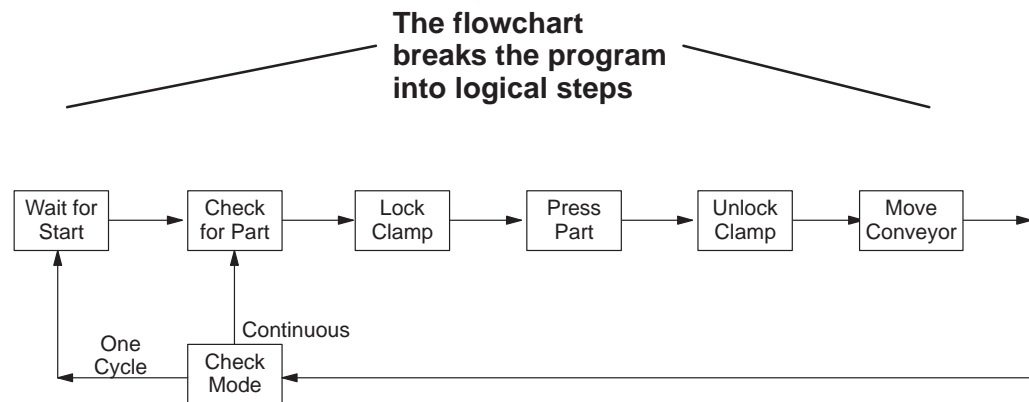 The flowchart
breaks the program
into logical steps
Wait for
Start
Check
for Part
Lock
Clamp
Press
Part
Unlock
Clamp
Move
Conveyor
One
Cycle
Continuous
Check
Mode